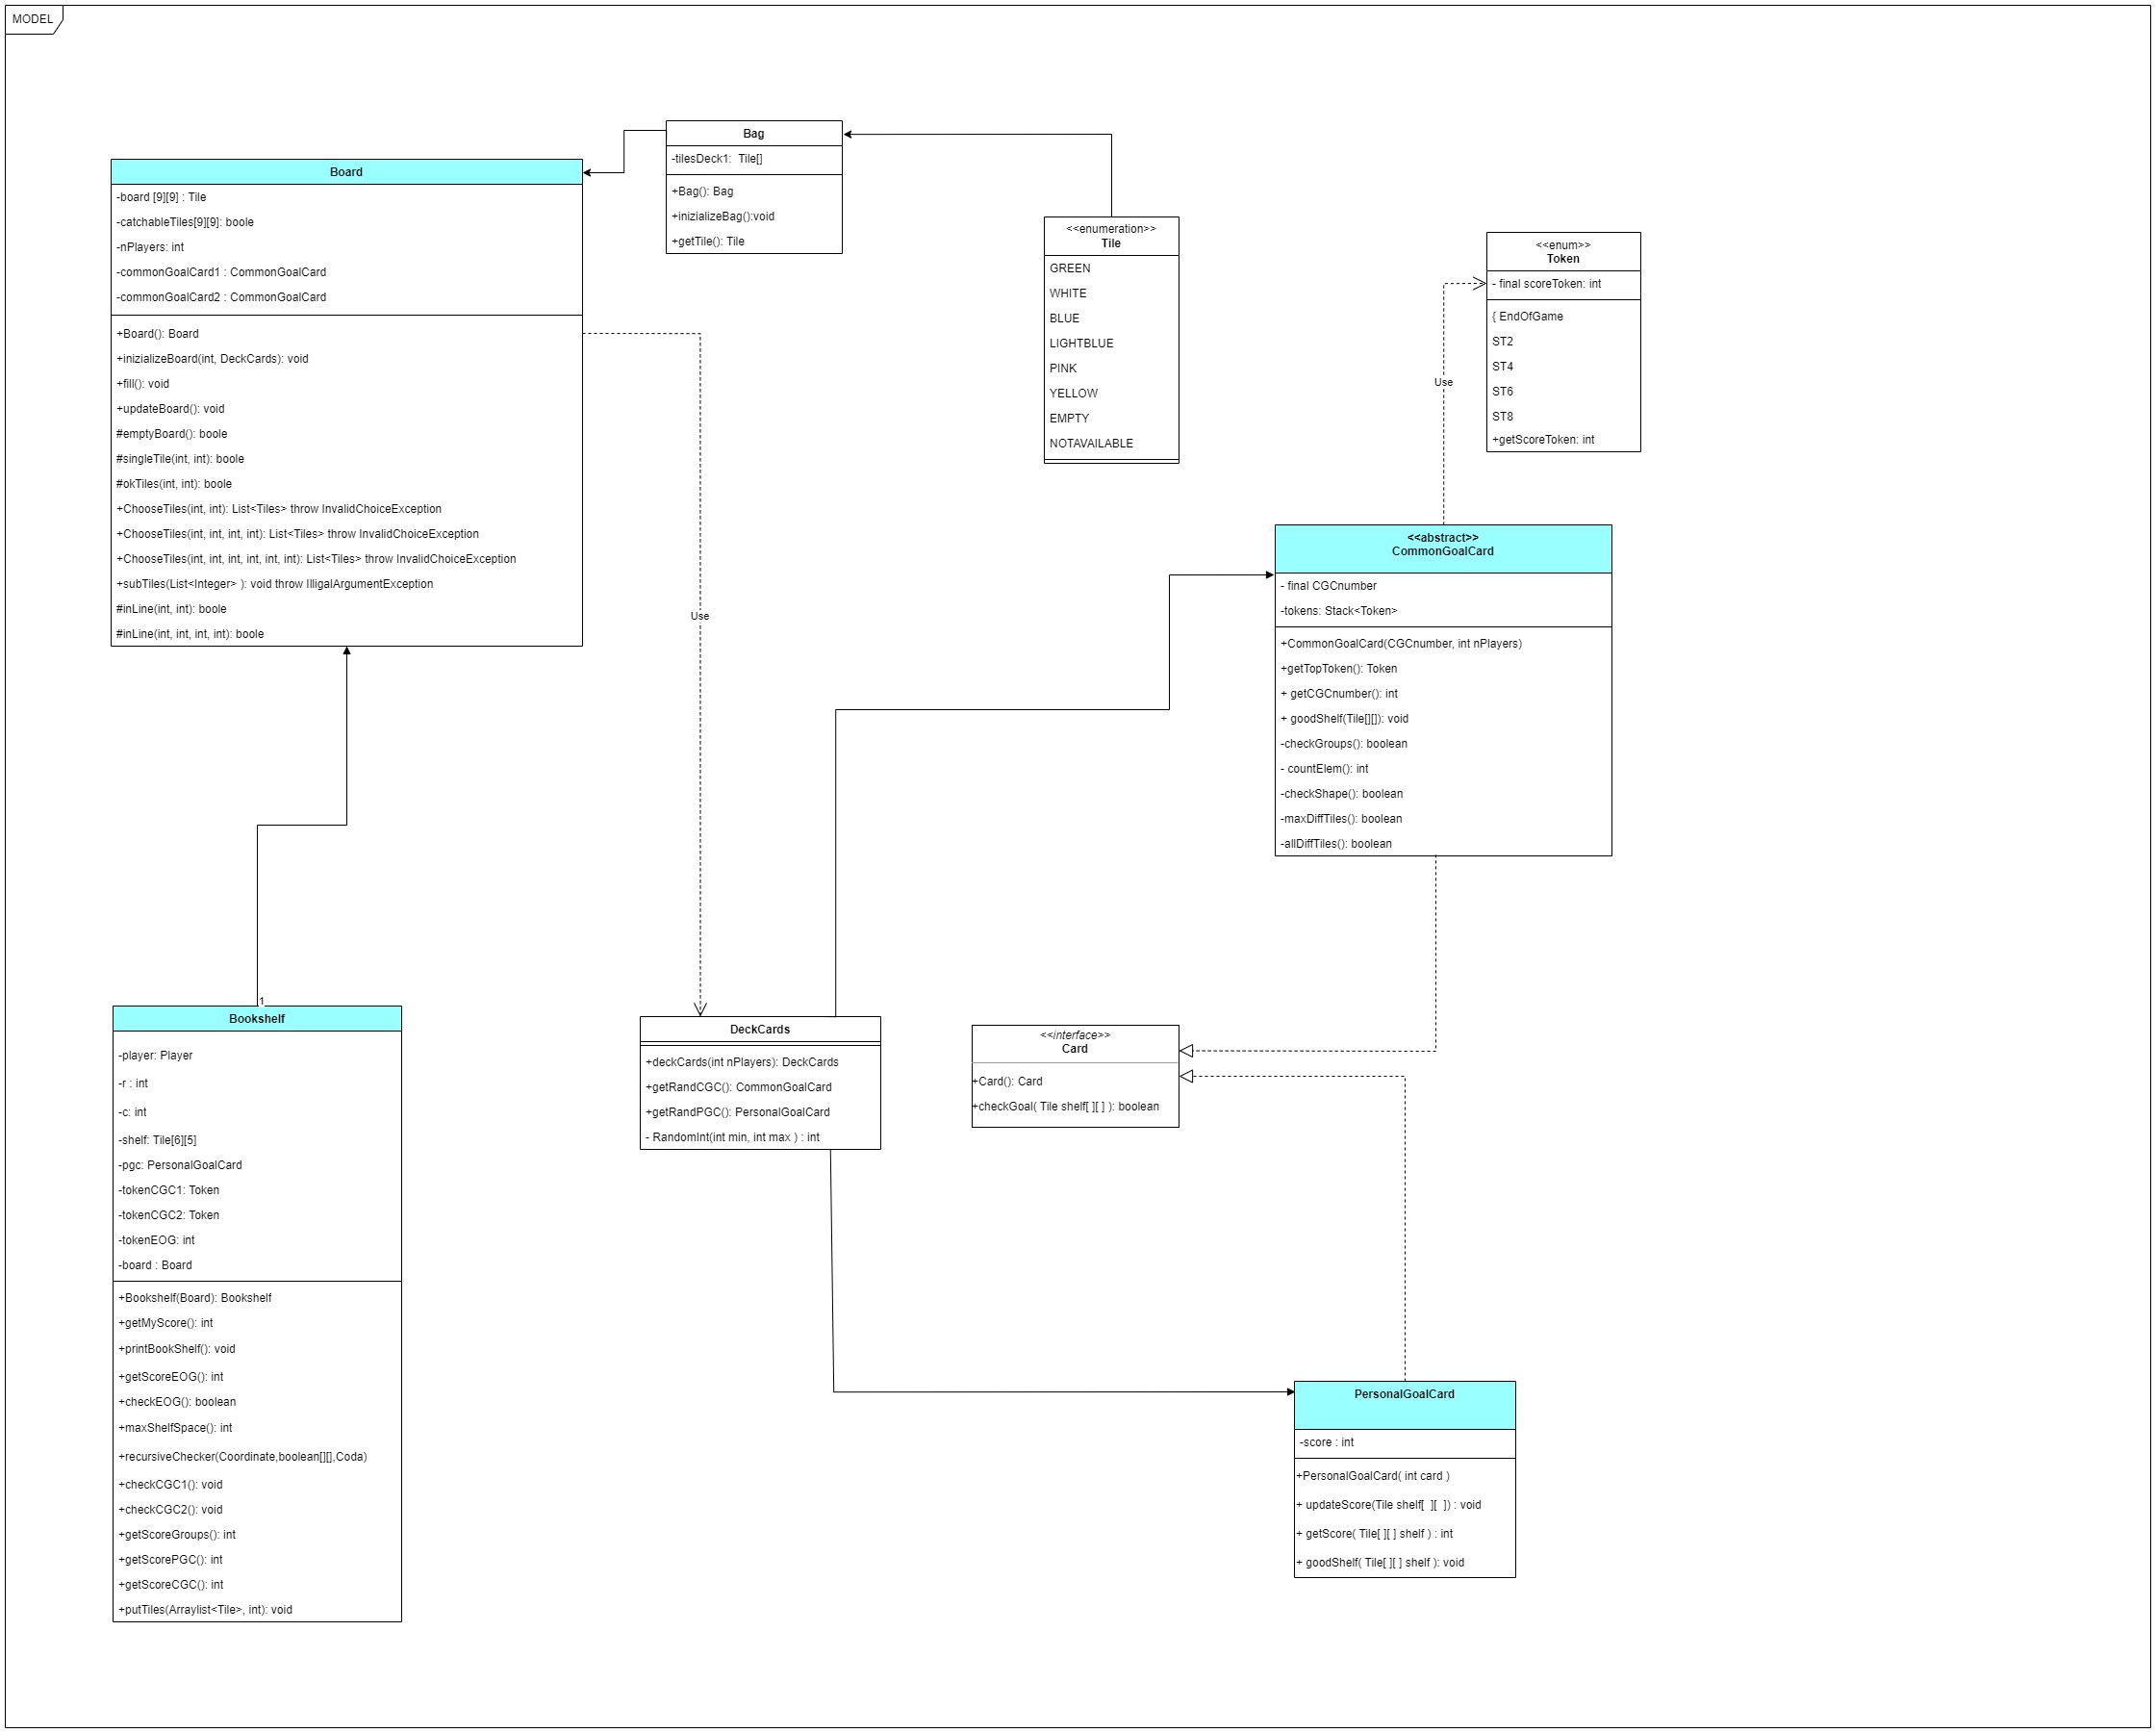 MODEL
Bag
-tilesDeck1:  Tile[]
+Bag(): Bag
+inizializeBag():void
+getTile(): Tile
Board
-board [9][9] : Tile
-catchableTiles[9][9]: boole
-nPlayers: int
-commonGoalCard1 : CommonGoalCard
-commonGoalCard2 : CommonGoalCard
+Board(): Board
+inizializeBoard(int, DeckCards): void
+fill(): void
+updateBoard(): void
#emptyBoard(): boole
#singleTile(int, int): boole
#okTiles(int, int): boole
+ChooseTiles(int, int): List<Tiles> throw InvalidChoiceException
+ChooseTiles(int, int, int, int): List<Tiles> throw InvalidChoiceException
+ChooseTiles(int, int, int, int, int, int): List<Tiles> throw InvalidChoiceException
+subTiles(List<Integer> ): void throw IlligalArgumentException
#inLine(int, int): boole
#inLine(int, int, int, int): boole
<<enumeration>>
Tile
GREEN
WHITE
BLUE
LIGHTBLUE
PINK
YELLOW
EMPTY
NOTAVAILABLE
<<enum>>
Token
- final scoreToken: int
{ EndOfGame
ST2
ST4
ST6
ST8
+getScoreToken: int
Use
Use
<<abstract>>
CommonGoalCard
- final CGCnumber
-tokens: Stack<Token>
+CommonGoalCard(CGCnumber, int nPlayers)
+getTopToken(): Token
+ getCGCnumber(): int
+ goodShelf(Tile[][]): void
-checkGroups(): boolean
- countElem(): int
-checkShape(): boolean
-maxDiffTiles(): boolean
-allDiffTiles(): boolean
1
Bookshelf
-player: Player
-r : int
-c: int
-shelf: Tile[6][5]
-pgc: PersonalGoalCard
-tokenCGC1: Token
-tokenCGC2: Token
-tokenEOG: int
-board : Board
+Bookshelf(Board): Bookshelf
+getMyScore(): int
+printBookShelf(): void
+getScoreEOG(): int
+checkEOG(): boolean
+maxShelfSpace(): int
+recursiveChecker(Coordinate,boolean[][],Coda)
+checkCGC1(): void
+checkCGC2(): void
+getScoreGroups(): int
+getScorePGC(): int
+getScoreCGC(): int
+putTiles(Arraylist<Tile>, int): void
DeckCards
+deckCards(int nPlayers): DeckCards
+getRandCGC(): CommonGoalCard
+getRandPGC(): PersonalGoalCard
- RandomInt(int min, int max ) : int
<<interface>>
Card
+Card(): Card
+checkGoal( Tile shelf[ ][ ] ): boolean
PersonalGoalCard
-score : int
+PersonalGoalCard( int card )
+ updateScore(Tile shelf[  ][  ]) : void
+ getScore( Tile[ ][ ] shelf ) : int
+ goodShelf( Tile[ ][ ] shelf ): void